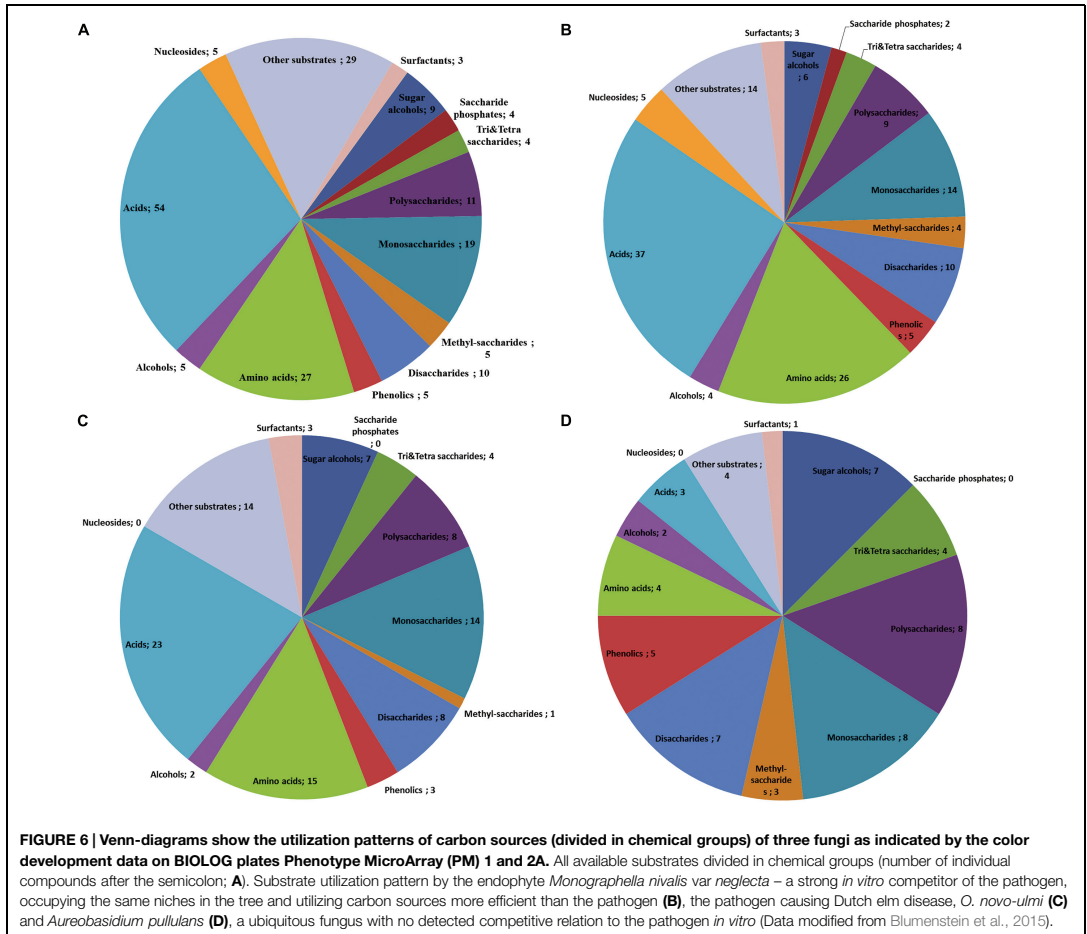 A
Nucleosides; 5
Other substrates ; 29
Surfactants; 3
Sugar
alcohols; 9
Saccharide
phosphates; 4
Tri&Tetra
saccharides; 4
Polysaccharides; 11
Monosaccharides ; 19
Methyl-saccharides ;
5
Disaccharides ; 10
Phenolics ; 5
Amino acids; 27
Alcohols; 5
Acids; 54
B
Surfactants; 3
Saccharide phosphates; 2
Sugar
alcohols
; 6
Tri&Tetra saccharides; 4
Polysaccharides;
9
Monosaccharides ; 14
Methyl-saccharides ; 4
Disaccharides ; 10
Phenolic
s ; 5
Amino acids; 26
Alcohols; 4
Acids; 37
Nucleosides; 5
Other substrates ; 14
C
Surfactants; 3
Saccharide
phosphates
; 0
Sugar alcohols; 7
Tri&Tetra saccharides; 4
Polysaccharides; 8
Monosaccharides ; 14
Methyl-saccharides ; 1
Disaccharides ; 8
Phenolics ; 3
Amino acids; 15
Alcohols; 2
Acids; 23
Nucleosides; 0
Other substrates ; 14
D
Surfactants; 1
Sugar alcohols; 7
Saccharide phosphates; 0
Tri&Tetra saccharides; 4
Polysaccharides; 8
Monosaccharides ; 8
Methyl-
saccharide
s ; 3
Disaccharides ; 7
Phenolics ; 5
Amino acids; 4
Alcohols; 2
Acids; 3
Nucleosides; 0
Other substrates ;
4
FIGURE 6 | Venn-diagrams show the utilization patterns of carbon sources (divided in chemical groups) of three fungi as indicated by the color
development data on BIOLOG plates Phenotype MicroArray (PM) 1 and 2A. All available substrates divided in chemical groups (number of individual
compounds after the semicolon; A). Substrate utilization pattern by the endophyte Monographella nivalis var neglecta – a strong in vitro competitor of the pathogen,
occupying the same niches in the tree and utilizing carbon sources more efficient than the pathogen (B), the pathogen causing Dutch elm disease, O. novo-ulmi (C)
and Aureobasidium pullulans (D), a ubiquitous fungus with no detected competitive relation to the pathogen in vitro (Data modified from Blumenstein et al., 2015).